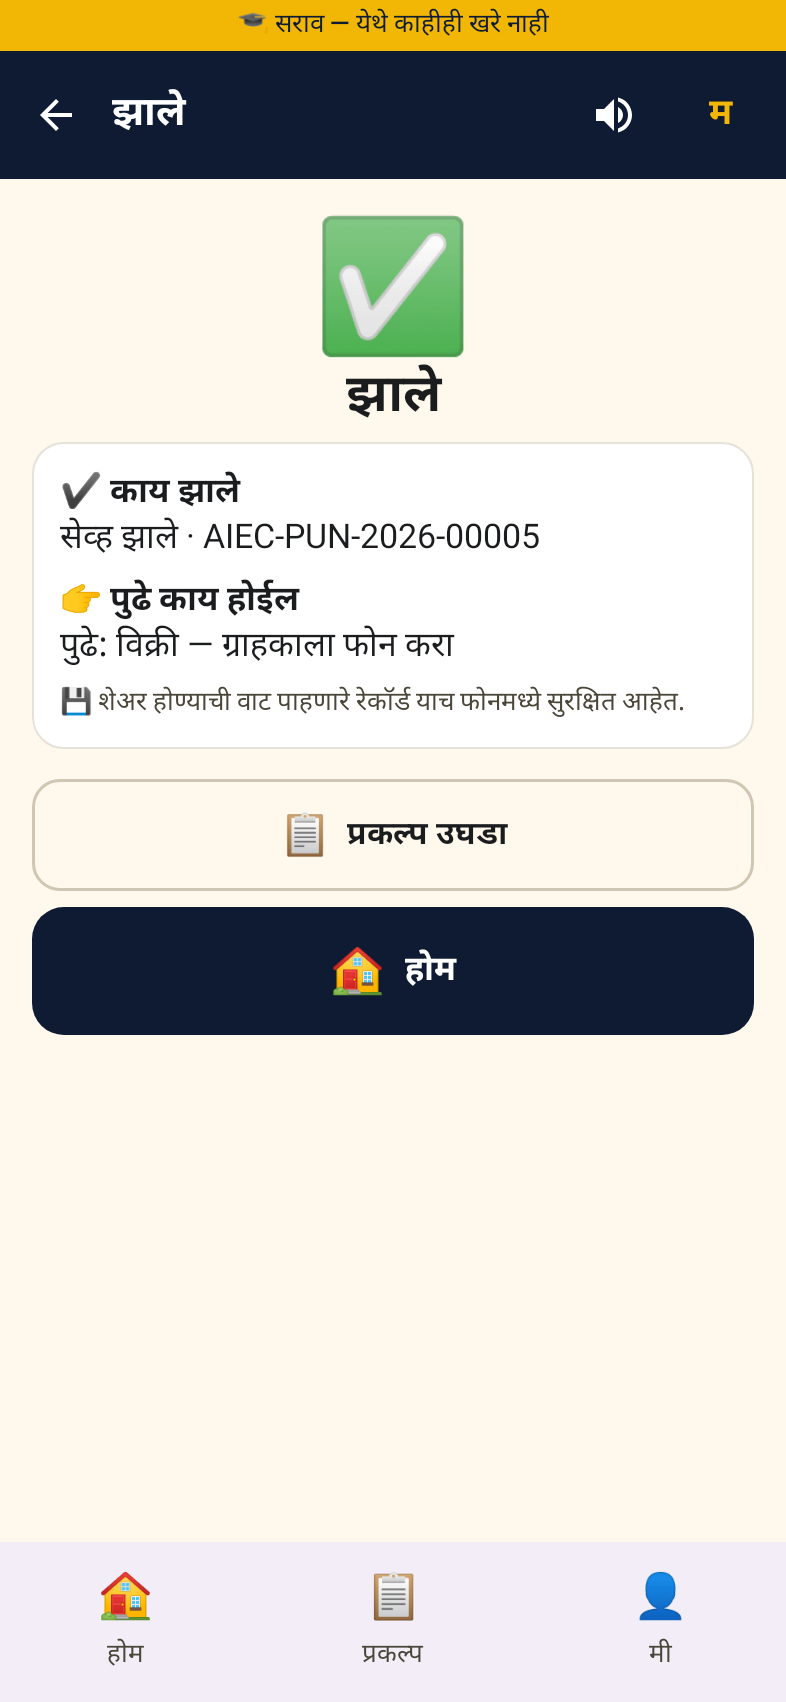 🎓 सराव — येथे काहीही खरे नाही
झाले
म
झाले
✔️ काय झाले
सेव्ह झाले · AIEC-PUN-2026-00005
👉 पुढे काय होईल
पुढे: विक्री — ग्राहकाला फोन करा
💾 शेअर होण्याची वाट पाहणारे रेकॉर्ड याच फोनमध्ये सुरक्षित आहेत.
📋 प्रकल्प उघडा
🏠 होम
होम
प्रकल्प
मी